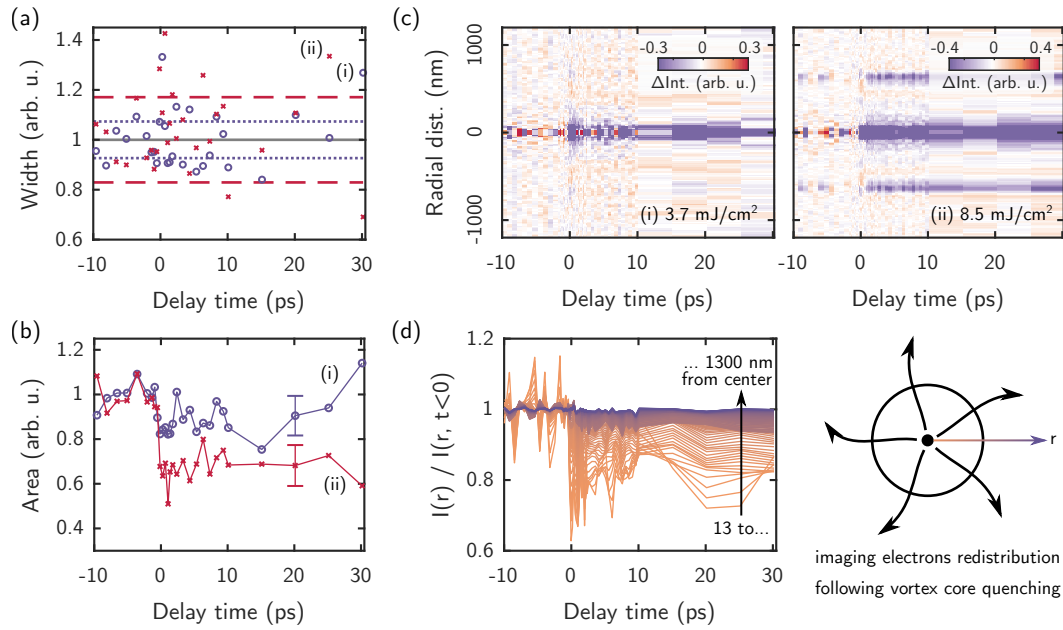 (a)
Width (arb. u.)
1.4
1.2
1
0.8
0.6
(ii)
(i)
-10
0
10
20
30
Delay time (ps)
(b)
Area (arb. u.)
1.2
1
0.8
0.6
0.4
(i)
(ii)
-10
0
10
20
30
Delay time (ps)
(c)
Radial dist. (nm)
1000
0
-1000
-0.3 0 0.3
ΔInt. (arb. u.)
(i) 3.7 mJ/cm²
-10 0 10 20 30
Delay time (ps)
-0.4 0 0.4
ΔInt. (arb. u.)
(ii) 8.5 mJ/cm²
-10 0 10 20 30
Delay time (ps)
(d)
I(r) / I(r, t<0)
1.2
1
0.8
0.6
... 1300 nm
from center
13 to...
-10 0 10 20 30
Delay time (ps)
r
imaging electrons redistribution
following vortex core quenching